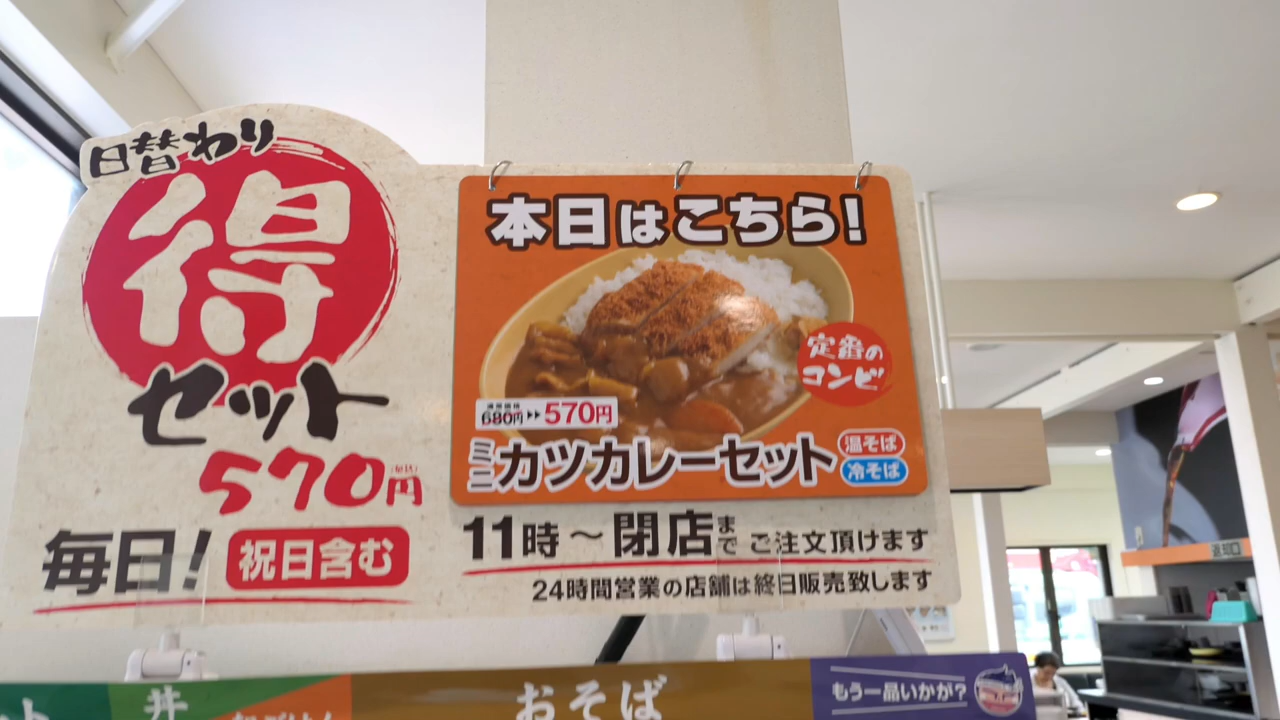 日替わり
得
セット
570円
(税込)
毎日!
祝日含む
本日はこちら!
定番の
コンビ
通常価格
680円 ▶▶ 570円
ミニカツカレーセット
温そば
冷そば
11時〜閉店まで ご注文頂けます
24時間営業の店舗は終日販売致します
丼
おそば
もう一品いかが?
返却口